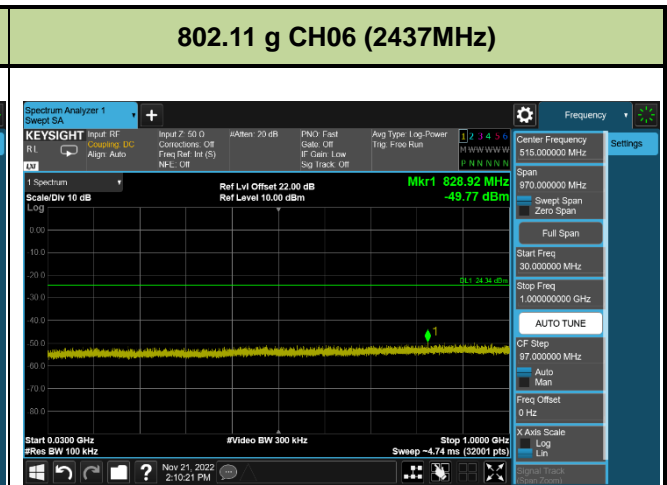 802.11 g CH06 (2437MHz)
Spectrum Analyzer 1
Swept SA
+
Frequency
KEYSIGHT
R L
Input: RF
Coupling: DC
Align: Auto
Input Z: 50 Ω
Corrections: Off
Freq Ref: Int (S)
NFE: Off
#Atten: 20 dB
PNO: Fast
Gate: Off
IF Gain: Low
Sig Track: Off
Avg Type: Log-Power
Trig: Free Run
1 2 3 4 5 6
M W W W W W
P N N N N N
Center Frequency
515.000000 MHz
Settings
Span
970.000000 MHz
Swept Span
Zero Span
Full Span
Start Freq
30.000000 MHz
Stop Freq
1.000000000 GHz
AUTO TUNE
CF Step
97.000000 MHz
Auto
Man
Freq Offset
0 Hz
X Axis Scale
Log
Lin
Signal Track
(Span Zoom)
1 Spectrum
Scale/Div 10 dB
Log
Ref Lvl Offset 22.00 dB
Ref Level 10.00 dBm
Mkr1 828.92 MHz
-49.77 dBm
0.00
-10.0
-20.0
DL1 -24.34 dBm
-30.0
-40.0
1
-50.0
-60.0
-70.0
-80.0
Start 0.0300 GHz
#Res BW 100 kHz
#Video BW 300 kHz
Stop 1.0000 GHz
Sweep ~4.74 ms (32001 pts)
?
Nov 21, 2022
2:10:21 PM